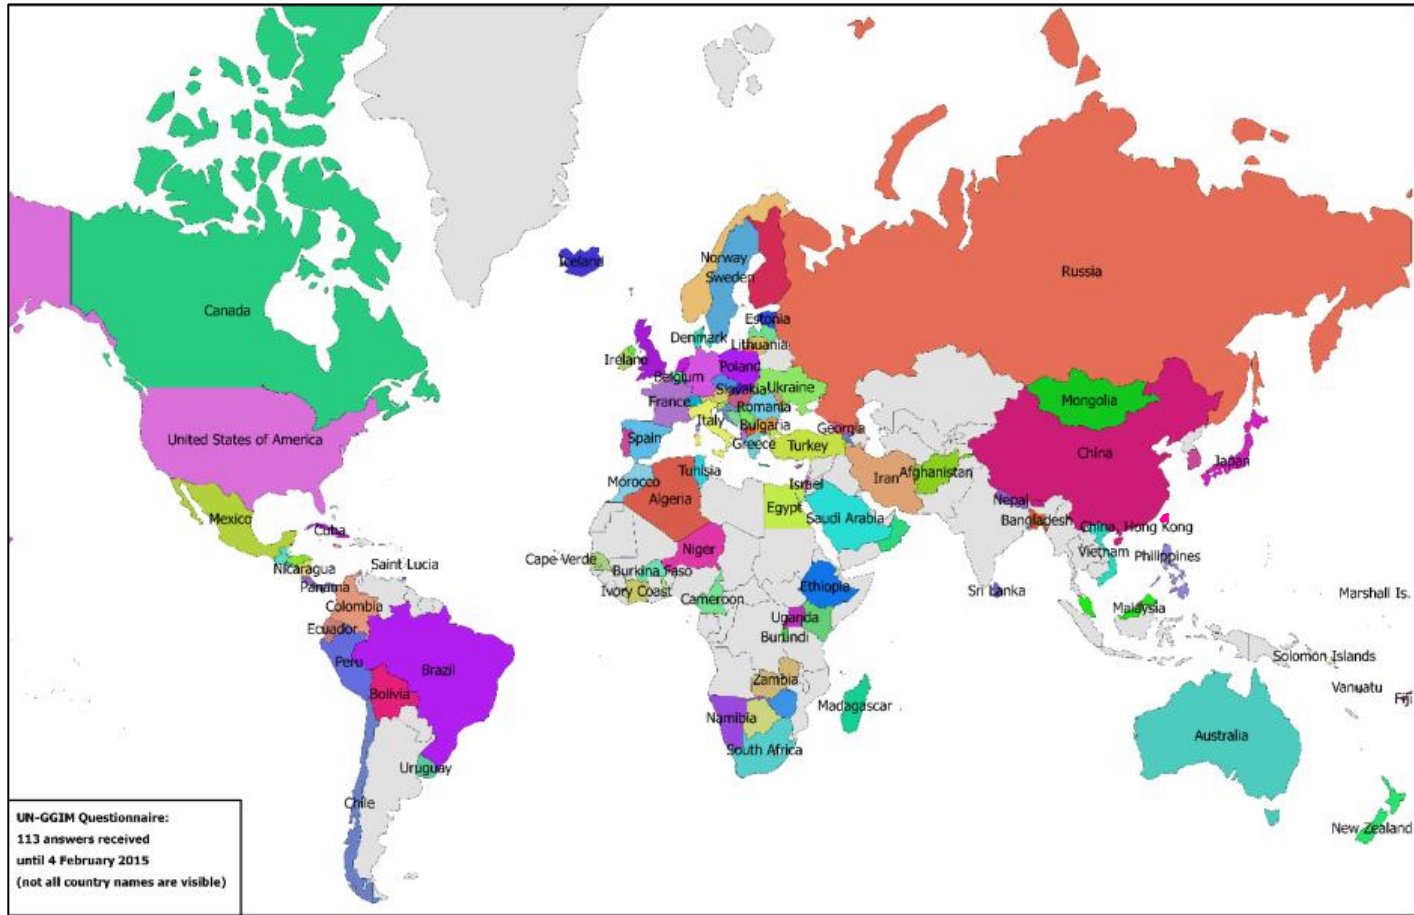 Canada
United States of America
Mexico
Cuba
Nicaragua
Panama
Saint Lucia
Colombia
Ecuador
Peru
Brazil
Bolivia
Uruguay
Chile
Iceland
Norway
Sweden
Estonia
Denmark
Lithuania
Ireland
Belgium
Poland
Slovakia
Ukraine
France
Romania
Italy
Bulgaria
Spain
Greece
Turkey
Georgia
Russia
Mongolia
China
Japan
Morocco
Tunisia
Algeria
Israel
Egypt
Iran
Afghanistan
Saudi Arabia
Nepal
Bangladesh
China, Hong Kong
Vietnam
Philippines
Cape Verde
Niger
Burkina Faso
Ivory Coast
Cameroon
Ethiopia
Uganda
Burundi
Sri Lanka
Malaysia
Marshall Is.
Solomon Islands
Vanuatu
Fiji
Zambia
Namibia
Madagascar
South Africa
Australia
New Zealand
UN-GGIM Questionnaire:
113 answers received
until 4 February 2015
(not all country names are visible)